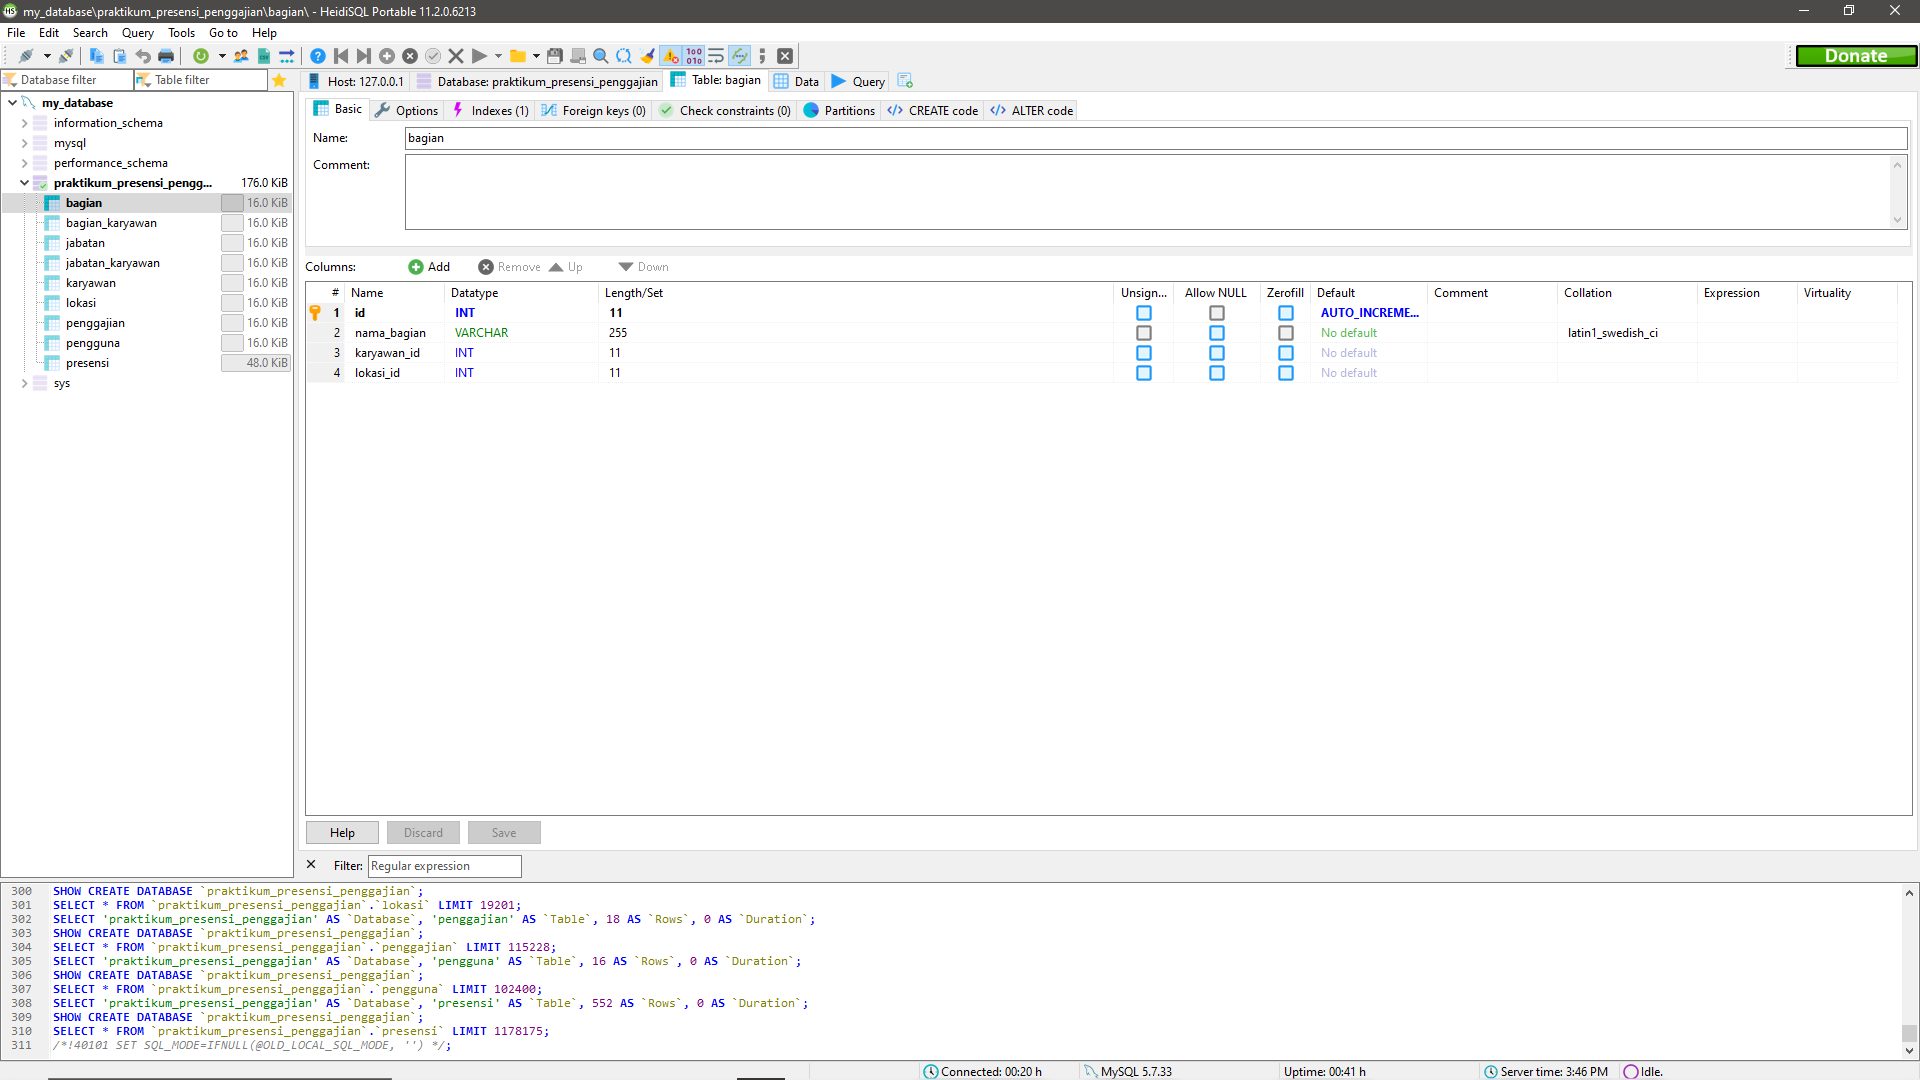 my_database\praktikum_presensi_penggajian\bagian\ - HeidiSQL Portable 11.2.0.6213
File Edit Search Query Tools Go to Help
Donate
Database filter Table filter
Host: 127.0.0.1 Database: praktikum_presensi_penggajian Table: bagian Data Query
my_database
information_schema
mysql
performance_schema
praktikum_presensi_pengg... 176.0 KiB
bagian 16.0 KiB
bagian_karyawan 16.0 KiB
jabatan 16.0 KiB
jabatan_karyawan 16.0 KiB
karyawan 16.0 KiB
lokasi 16.0 KiB
penggajian 16.0 KiB
pengguna 16.0 KiB
presensi 48.0 KiB
sys
Basic Options Indexes (1) Foreign keys (0) Check constraints (0) Partitions CREATE code ALTER code
Name: bagian
Comment:
Columns: Add Remove Up Down
# Name Datatype Length/Set Unsign... Allow NULL Zerofill Default Comment Collation Expression Virtuality
1 id INT 11 AUTO_INCREME...
2 nama_bagian VARCHAR 255 No default latin1_swedish_ci
3 karyawan_id INT 11 No default
4 lokasi_id INT 11 No default
Help Discard Save
Filter: Regular expression
300 SHOW CREATE DATABASE `praktikum_presensi_penggajian`;
301 SELECT * FROM `praktikum_presensi_penggajian`.`lokasi` LIMIT 19201;
302 SELECT 'praktikum_presensi_penggajian' AS `Database`, 'penggajian' AS `Table`, 18 AS `Rows`, 0 AS `Duration`;
303 SHOW CREATE DATABASE `praktikum_presensi_penggajian`;
304 SELECT * FROM `praktikum_presensi_penggajian`.`penggajian` LIMIT 115228;
305 SELECT 'praktikum_presensi_penggajian' AS `Database`, 'pengguna' AS `Table`, 16 AS `Rows`, 0 AS `Duration`;
306 SHOW CREATE DATABASE `praktikum_presensi_penggajian`;
307 SELECT * FROM `praktikum_presensi_penggajian`.`pengguna` LIMIT 102400;
308 SELECT 'praktikum_presensi_penggajian' AS `Database`, 'presensi' AS `Table`, 552 AS `Rows`, 0 AS `Duration`;
309 SHOW CREATE DATABASE `praktikum_presensi_penggajian`;
310 SELECT * FROM `praktikum_presensi_penggajian`.`presensi` LIMIT 1178175;
311 /*!40101 SET SQL_MODE=IFNULL(@OLD_LOCAL_SQL_MODE, '') */;
Connected: 00:20 h MySQL 5.7.33 Uptime: 00:41 h Server time: 3:46 PM Idle.